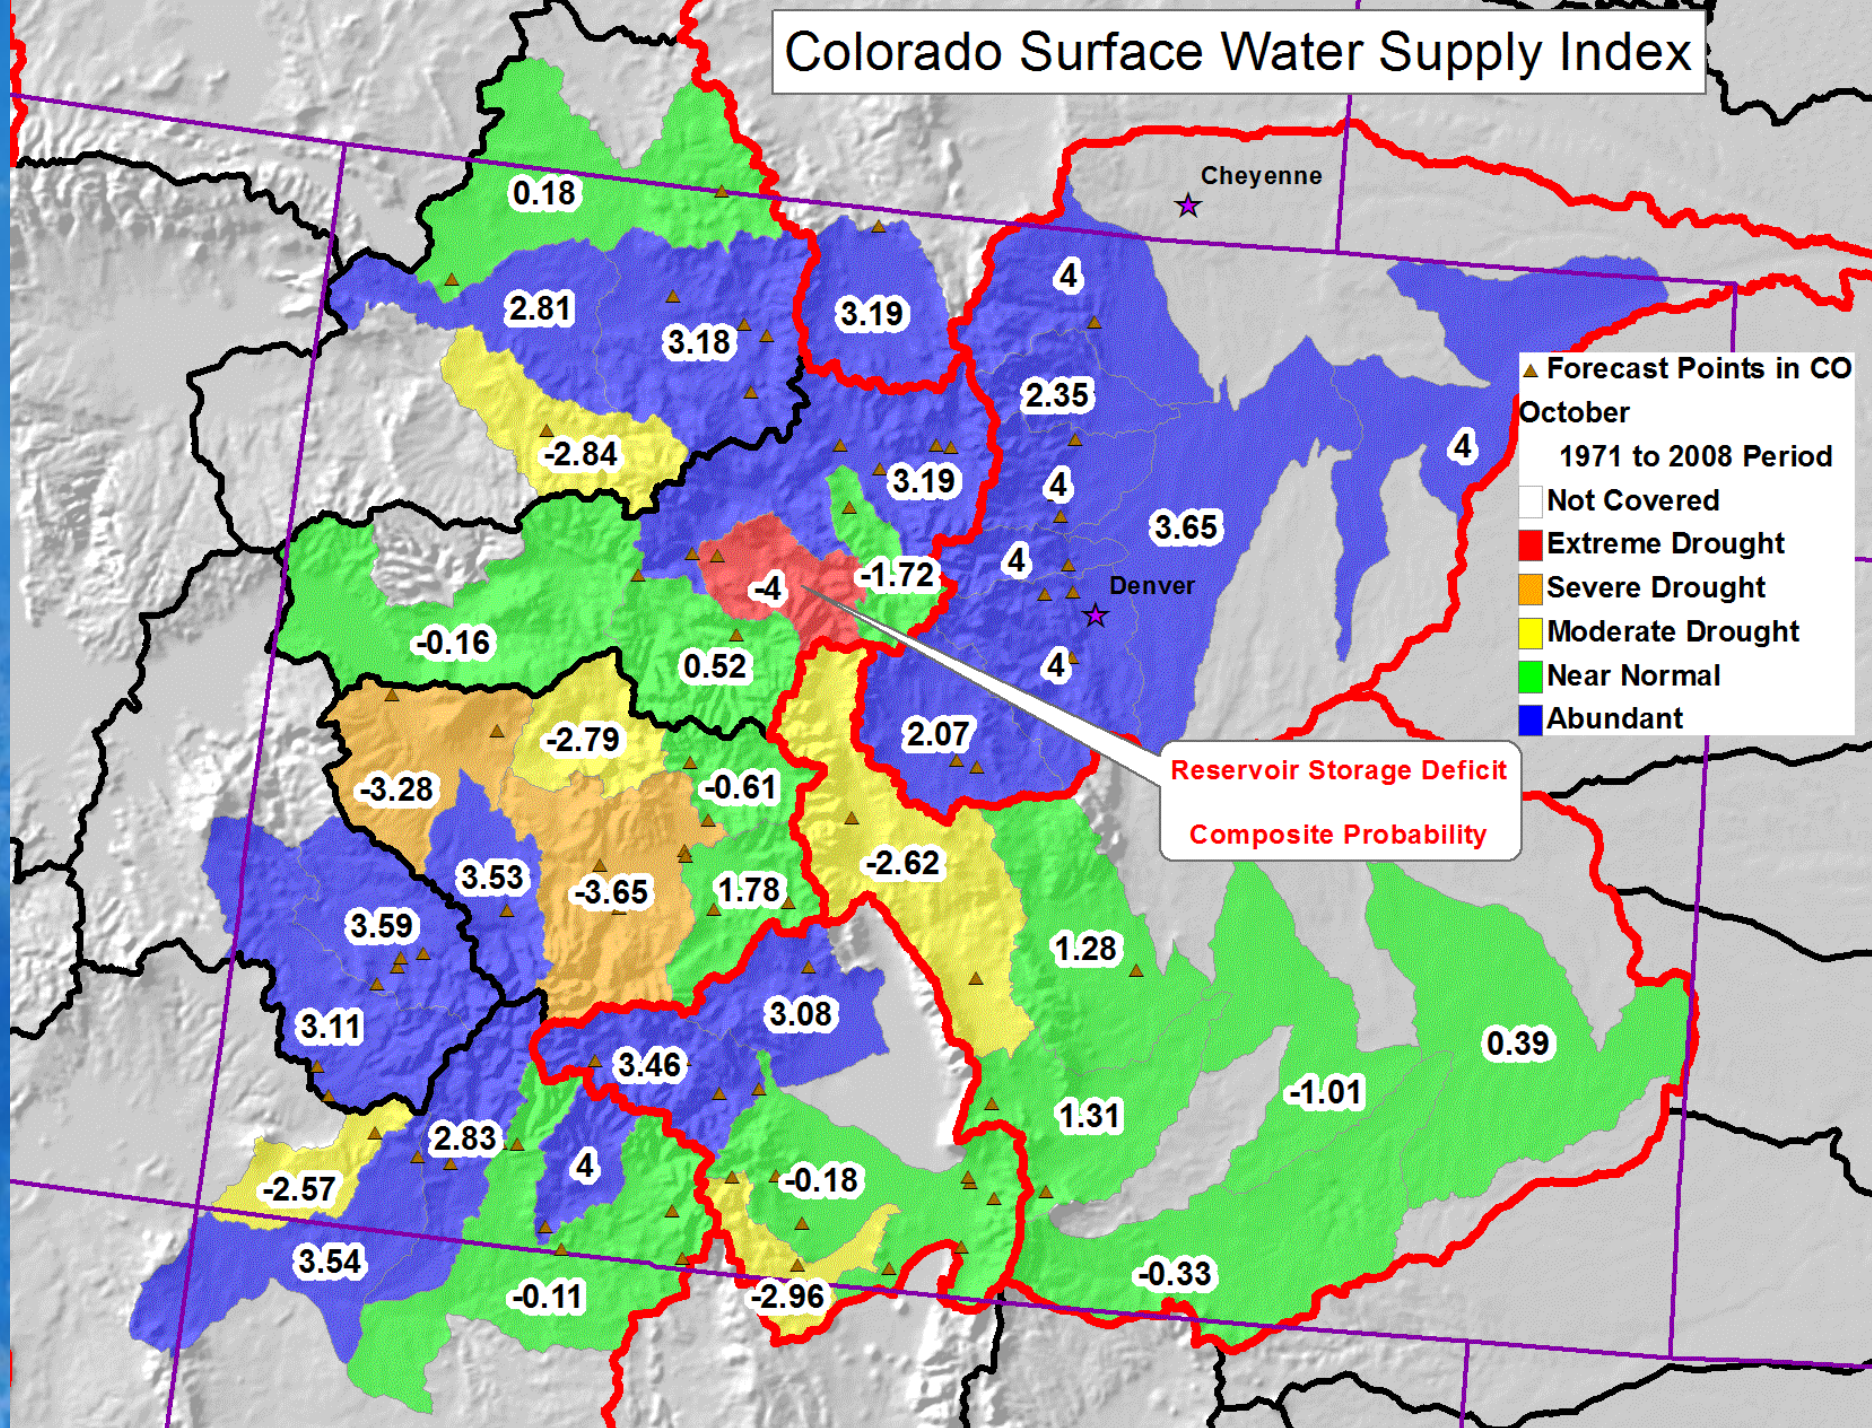 Colorado Surface Water Supply Index
Cheyenne
0.18
4
2.81
3.18
3.19
Forecast Points in CO
October
1971 to 2008 Period
Not Covered
Extreme Drought
Severe Drought
Moderate Drought
Near Normal
Abundant
2.35
-2.84
3.19
4
4
3.65
4
-4
-1.72
Denver
-0.16
0.52
4
-2.79
2.07
-3.28
-0.61
Reservoir Storage Deficit
Composite Probability
3.53
-3.65
1.78
-2.62
3.59
1.28
3.11
3.08
3.46
0.39
-1.01
1.31
2.83
4
-2.57
-0.18
3.54
-0.11
-2.96
-0.33